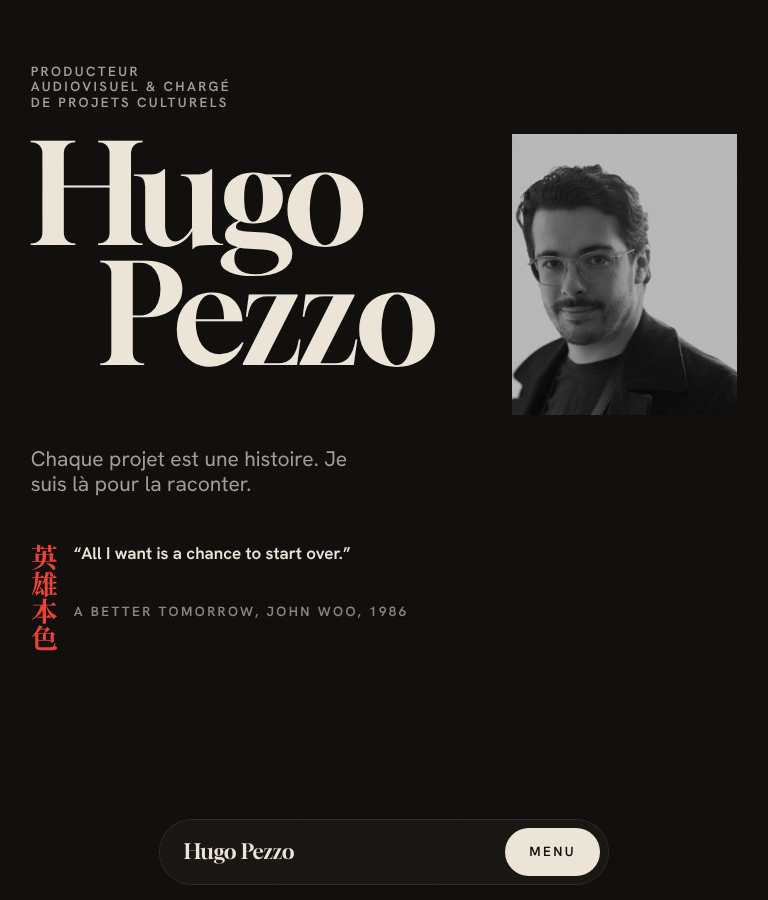 PRODUCTEUR
AUDIOVISUEL & CHARGÉ
DE PROJETS CULTURELS
Hugo
Pezzo
Chaque projet est une histoire. Je
suis là pour la raconter.
英雄本色
“All I want is a chance to start over.”
A BETTER TOMORROW, JOHN WOO, 1986
Hugo Pezzo
MENU